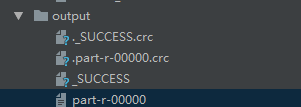 output
._SUCCESS.crc
.part-r-00000.crc
_SUCCESS
part-r-00000